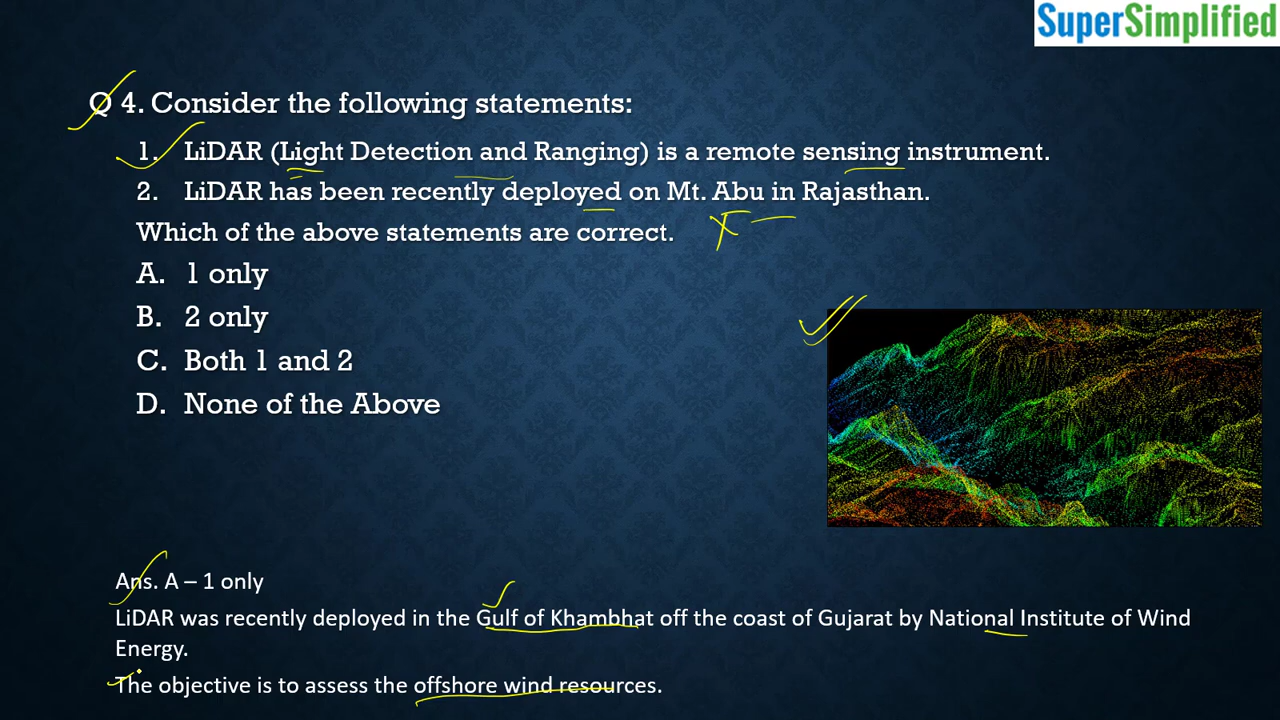 SuperSimplified
Q 4. Consider the following statements:
1. LiDAR (Light Detection and Ranging) is a remote sensing instrument.
2. LiDAR has been recently deployed on Mt. Abu in Rajasthan.
Which of the above statements are correct.
A. 1 only
B. 2 only
C. Both 1 and 2
D. None of the Above
Ans. A – 1 only
LiDAR was recently deployed in the Gulf of Khambhat off the coast of Gujarat by National Institute of Wind
Energy.
The objective is to assess the offshore wind resources.